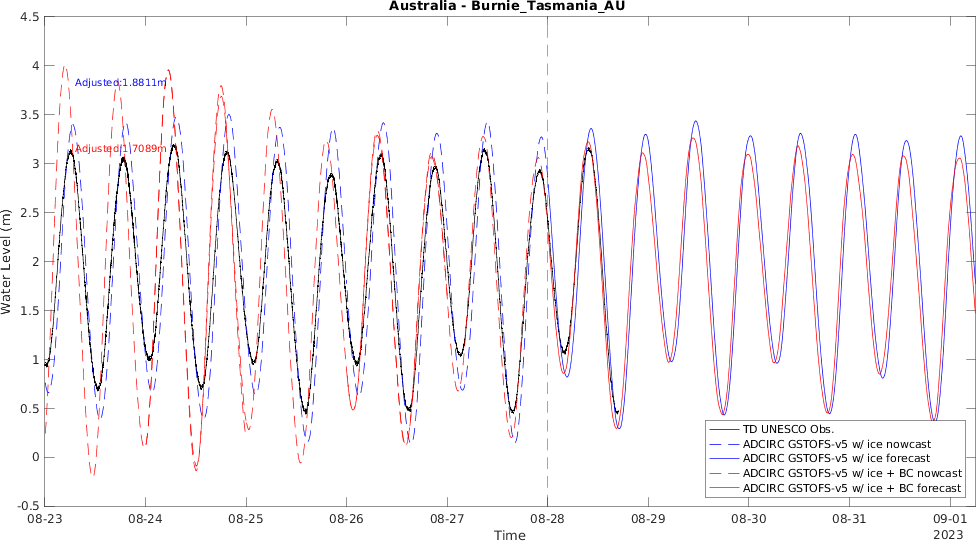 Australia - Burnie_Tasmania_AU
4.5
4
3.5
3
2.5
2
1.5
1
0.5
0
-0.5
Water Level (m)
Adjusted:1.8811m
Adjusted:1.7089m
TD UNESCO Obs.
ADCIRC GSTOFS-v5 w/ ice nowcast
ADCIRC GSTOFS-v5 w/ ice forecast
ADCIRC GSTOFS-v5 w/ ice + BC nowcast
ADCIRC GSTOFS-v5 w/ ice + BC forecast
08-23 08-24 08-25 08-26 08-27 08-28 08-29 08-30 08-31 09-01
2023
Time